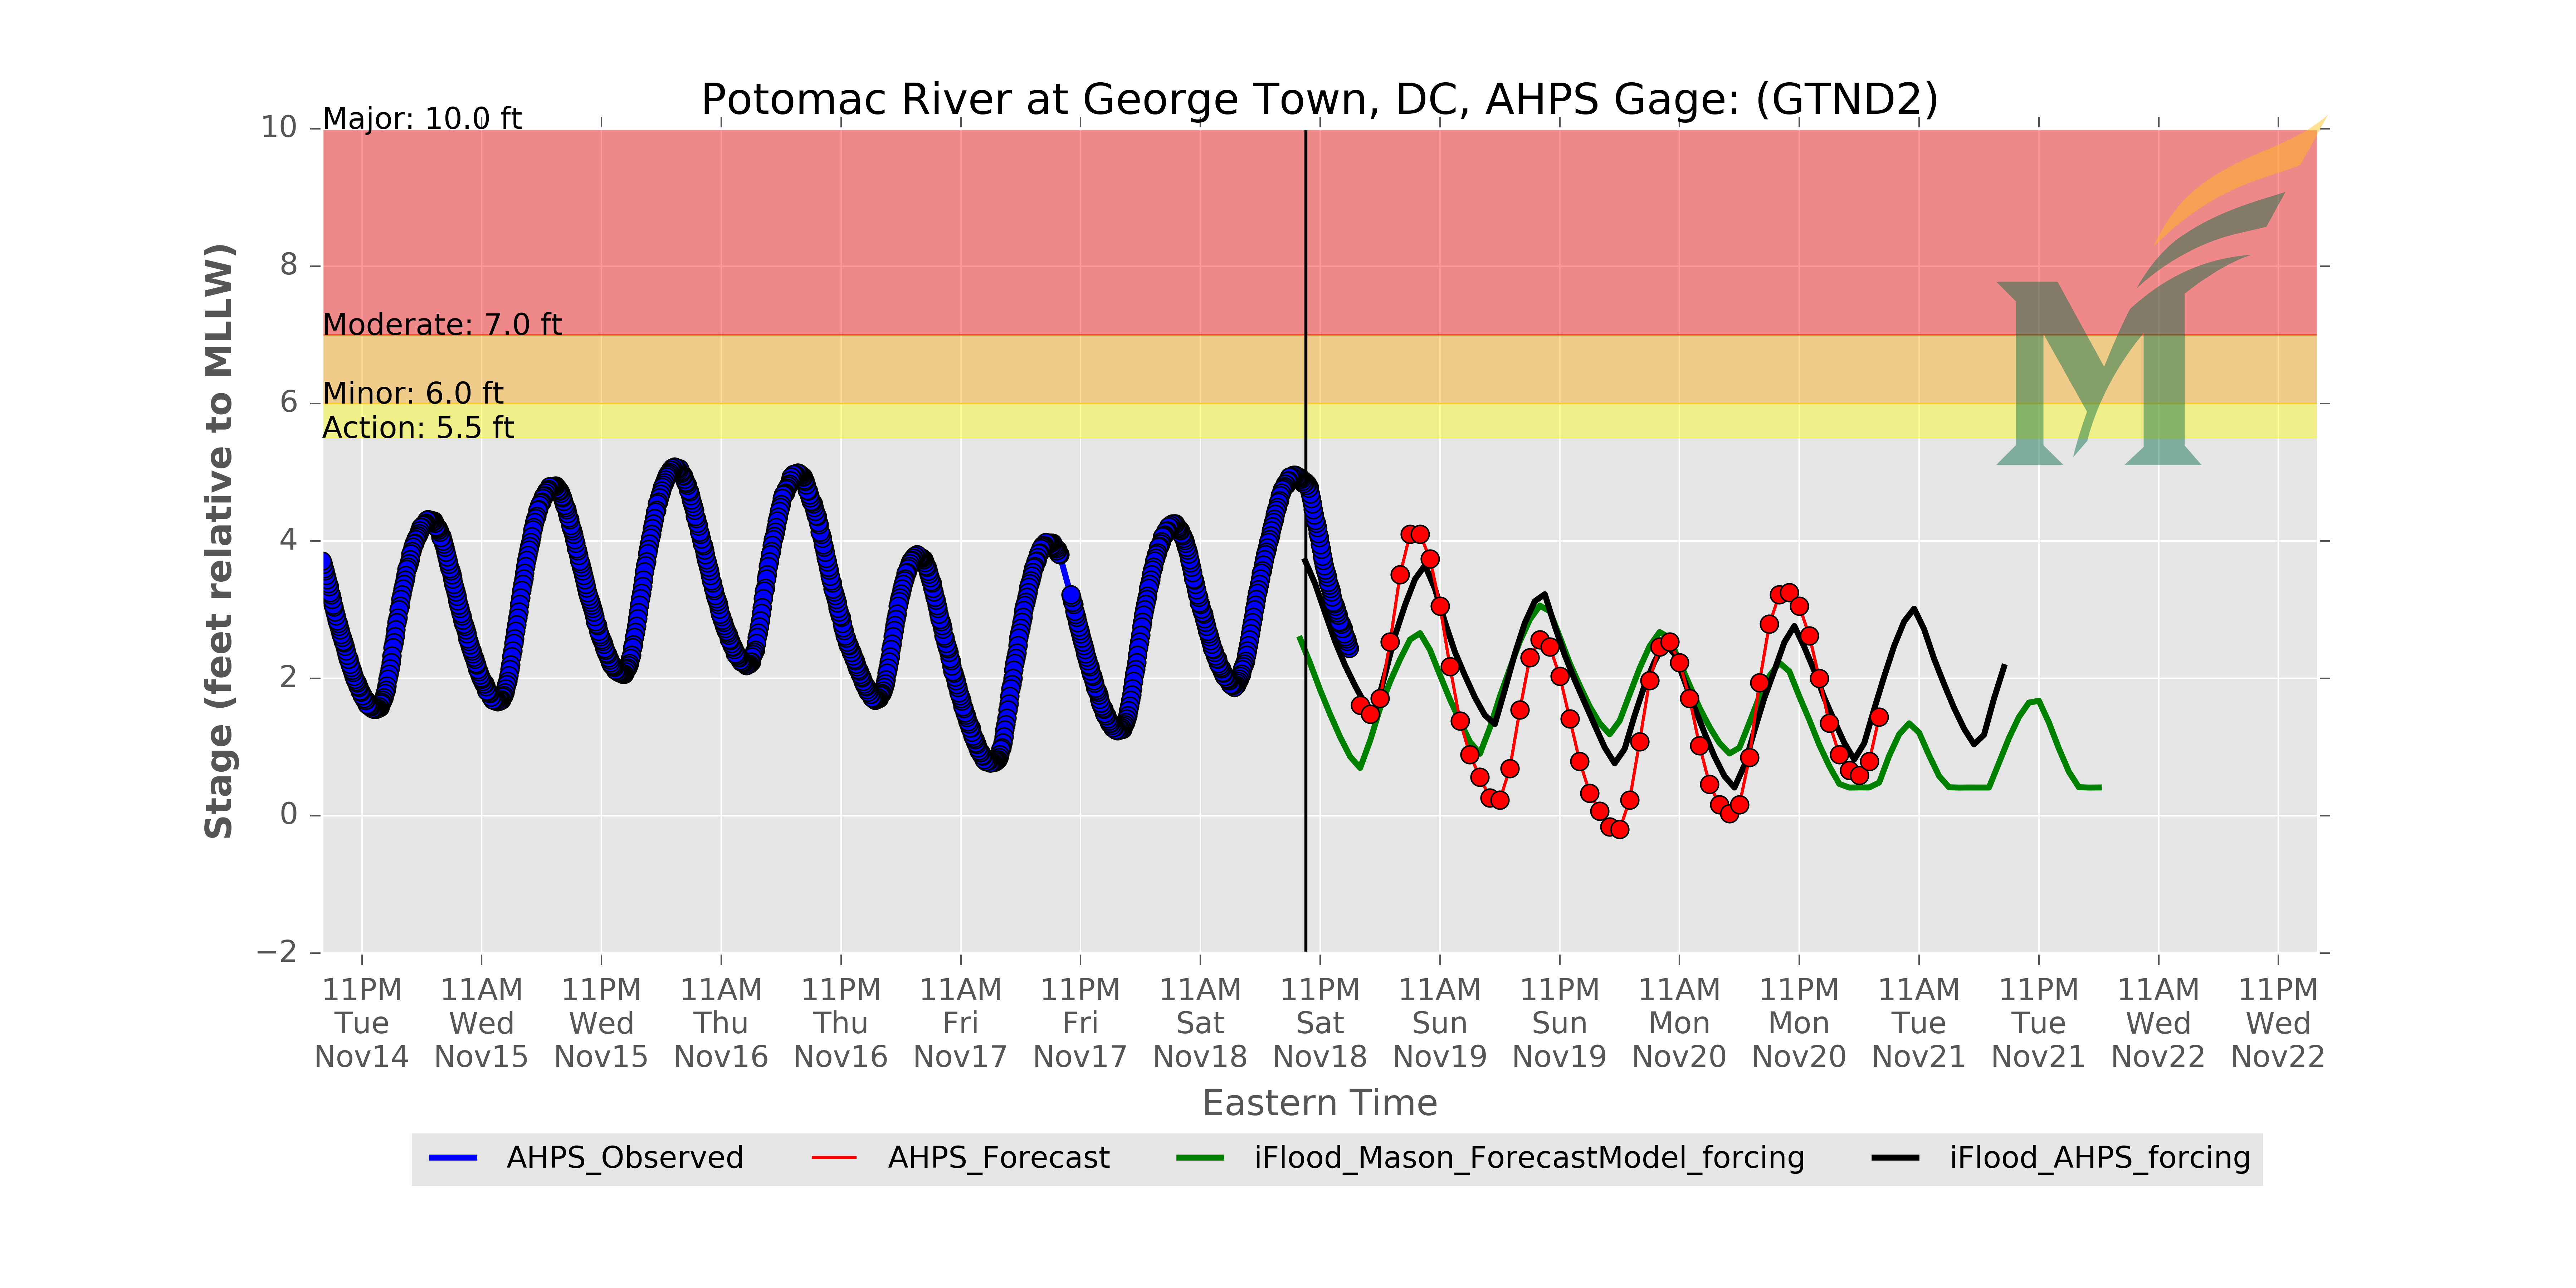 Potomac River at George Town, DC, AHPS Gage: (GTND2)
Major: 10.0 ft
Moderate: 7.0 ft
Minor: 6.0 ft
Action: 5.5 ft
Stage (feet relative to MLLW)
10
8
6
4
2
0
−2
11PM 11AM 11PM 11AM 11PM 11AM 11PM 11AM 11PM 11AM 11PM 11AM 11PM 11AM 11PM 11AM 11PM
Tue Wed Wed Thu Thu Fri Fri Sat Sat Sun Sun Mon Mon Tue Tue Wed Wed
Nov14 Nov15 Nov15 Nov16 Nov16 Nov17 Nov17 Nov18 Nov18 Nov19 Nov19 Nov20 Nov20 Nov21 Nov21 Nov22 Nov22
Eastern Time
AHPS_Observed AHPS_Forecast iFlood_Mason_ForecastModel_forcing iFlood_AHPS_forcing
M